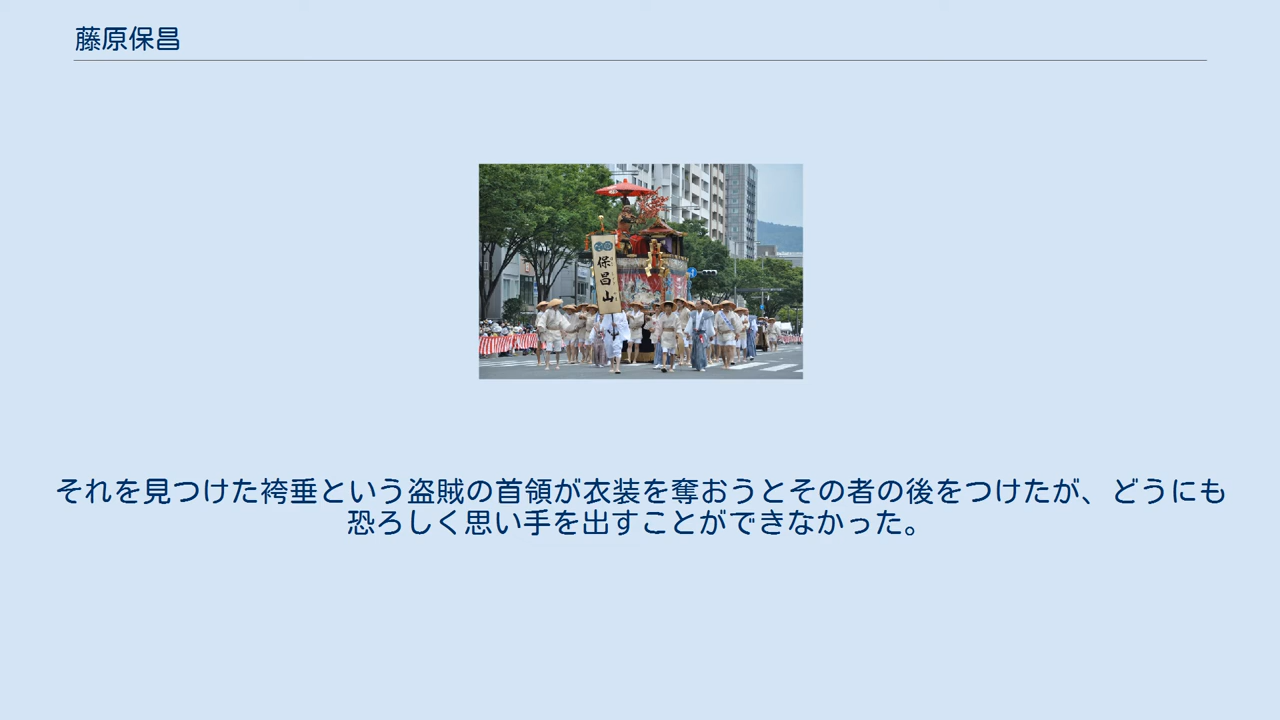 藤原保昌
保昌山
それを見つけた袴垂という盗賊の首領が衣装を奪おうとその者の後をつけたが、どうにも
恐ろしく思い手を出すことができなかった。